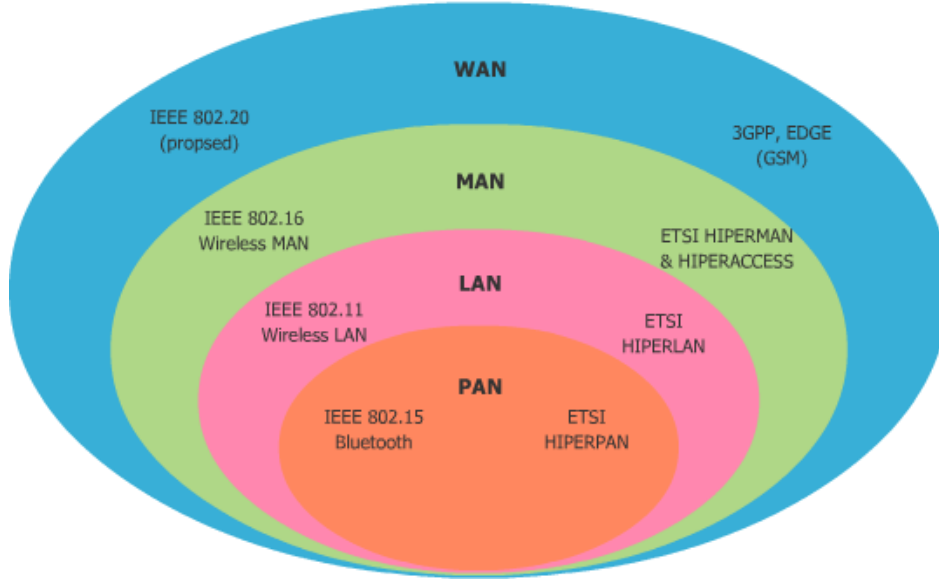 WAN
IEEE 802.20
(propsed)
3GPP, EDGE
(GSM)
MAN
IEEE 802.16
Wireless MAN
ETSI HIPERMAN
& HIPERACCESS
LAN
IEEE 802.11
Wireless LAN
ETSI
HIPERLAN
PAN
IEEE 802.15
Bluetooth
ETSI
HIPERPAN